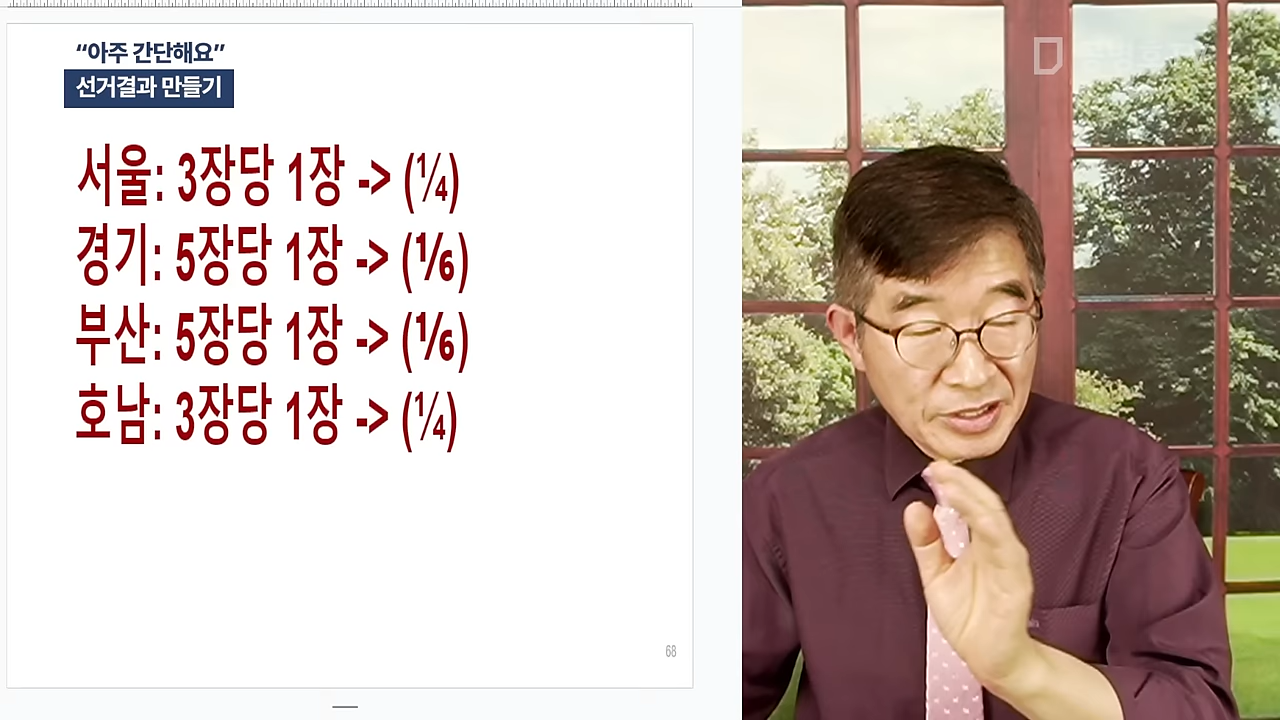 “아주 간단해요”
선거결과 만들기
서울: 3장당 1장 -> (¼)
경기: 5장당 1장 -> (⅙)
부산: 5장당 1장 -> (⅙)
호남: 3장당 1장 -> (¼)
68